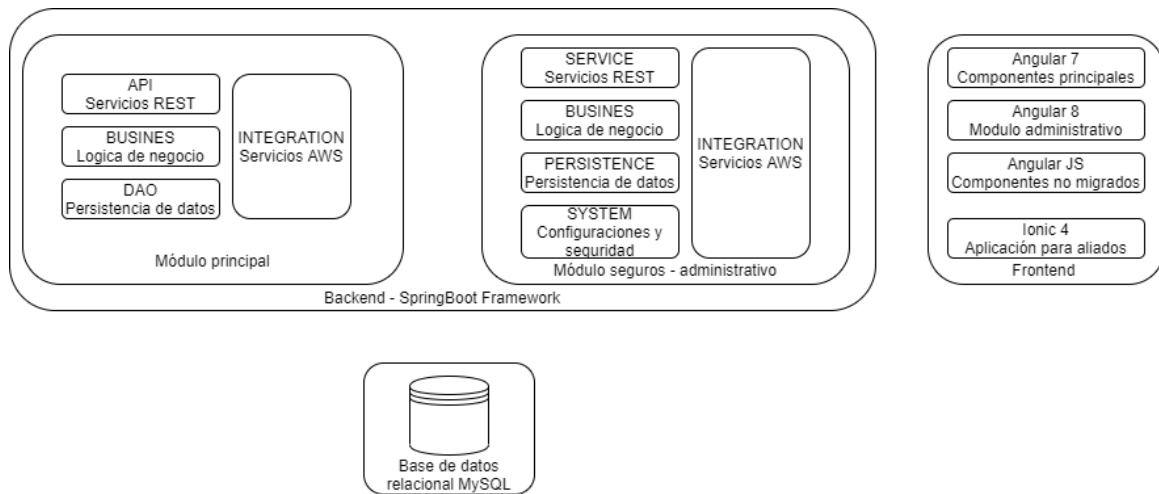 API
Servicios REST
BUSINES
Logica de negocio
DAO
Persistencia de datos
INTEGRATION
Servicios AWS
Módulo principal
SERVICE
Servicios REST
BUSINES
Logica de negocio
PERSISTENCE
Persistencia de datos
SYSTEM
Configuraciones y
seguridad
INTEGRATION
Servicios AWS
Módulo seguros - administrativo
Backend - SpringBoot Framework
Angular 7
Componentes principales
Angular 8
Modulo administrativo
Angular JS
Componentes no migrados
Ionic 4
Aplicación para aliados
Frontend
Base de datos
relacional MySQL